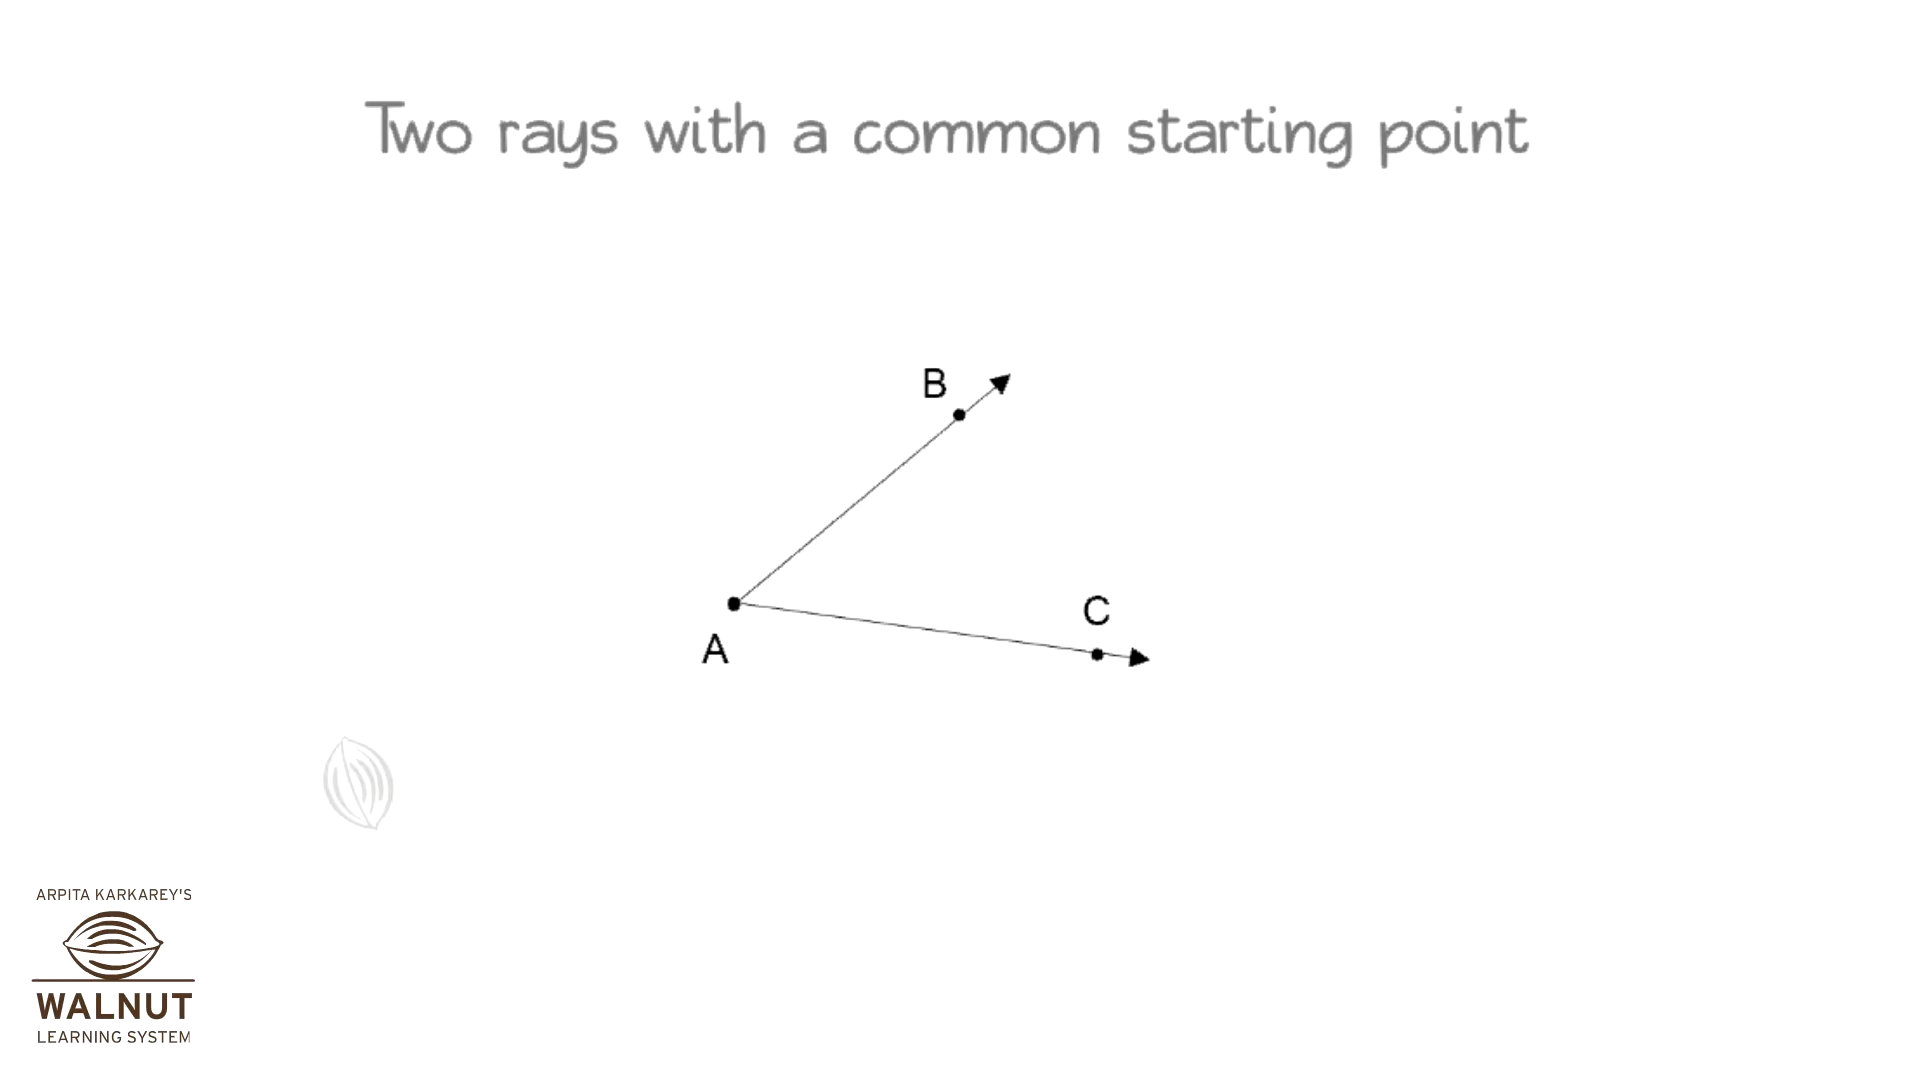 Two rays with a common starting point
B
C
A
ARPITA KARKAREY'S
WALNUT
LEARNING SYSTEM